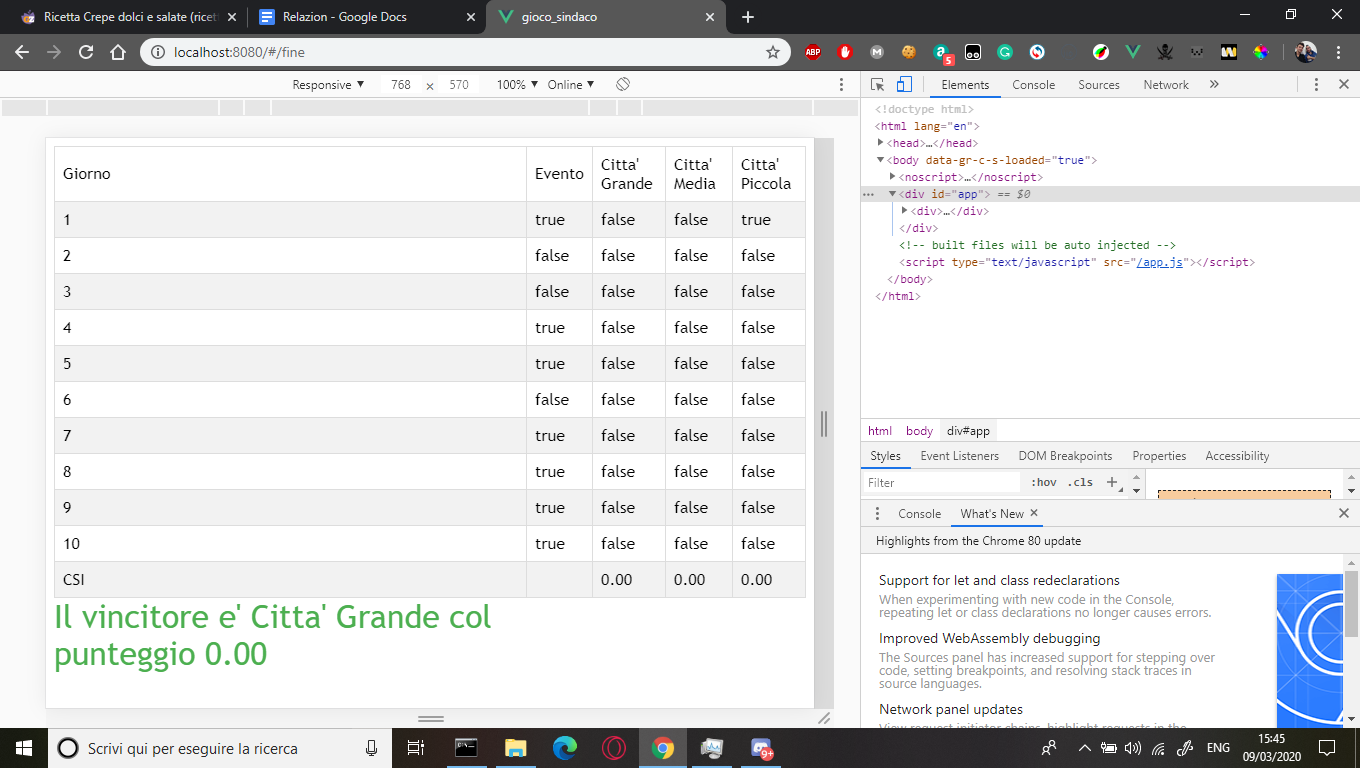 Ricetta Crepe dolci e salate (ricett
Relazion - Google Docs
gioco_sindaco
localhost:8080/#/fine
ABP
5
Responsive
768 x 570
100%
Online
Elements
Console
Sources
Network
Giorno Evento Citta' Grande Citta' Media Citta' Piccola
1 true false false true
2 false false false false
3 false false false false
4 true false false false
5 true false false false
6 false false false false
7 true false false false
8 true false false false
9 true false false false
10 true false false false
CSI 0.00 0.00 0.00
Il vincitore e' Citta' Grande col
punteggio 0.00
<!doctype html>
<html lang="en">
<head>…</head>
<body data-gr-c-s-loaded="true">
<noscript>…</noscript>
<div id="app"> == $0
<div>…</div>
</div>
<!-- built files will be auto injected -->
<script type="text/javascript" src="/app.js"></script>
</body>
</html>
html body div#app
Styles Event Listeners DOM Breakpoints Properties Accessibility
Filter :hov .cls
Console What's New
Highlights from the Chrome 80 update
Support for let and class redeclarations
When experimenting with new code in the Console,
repeating let or class declarations no longer causes errors.
Improved WebAssembly debugging
The Sources panel has increased support for stepping over
code, setting breakpoints, and resolving stack traces in
source languages.
Network panel updates
View request initiator chains, highlight requests in the
Scrivi qui per eseguire la ricerca
9+
ENG
15:45
09/03/2020